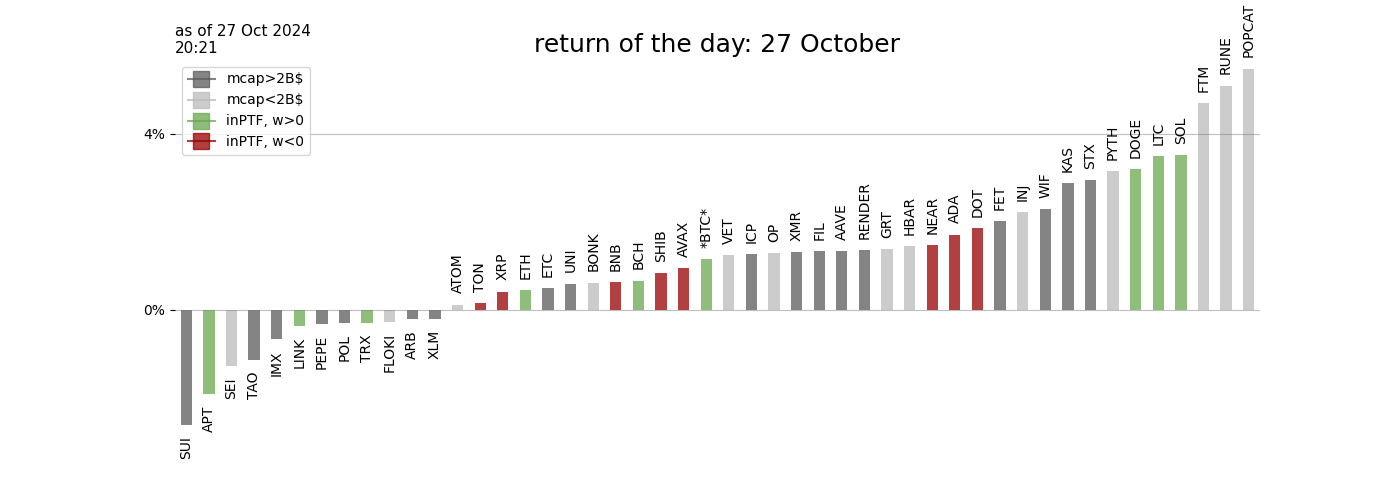 as of 27 Oct 2024
20:21
return of the day: 27 October
mcap>2B$
mcap<2B$
inPTF, w>0
inPTF, w<0
4%
0%
SUI
APT
SEI
TAO
IMX
LINK
PEPE
POL
TRX
FLOKI
ARB
XLM
ATOM
TON
XRP
ETH
ETC
UNI
BONK
BNB
BCH
SHIB
AVAX
*BTC*
VET
ICP
OP
XMR
FIL
AAVE
RENDER
GRT
HBAR
NEAR
ADA
DOT
FET
INJ
WIF
KAS
STX
PYTH
DOGE
LTC
SOL
FTM
RUNE
POPCAT